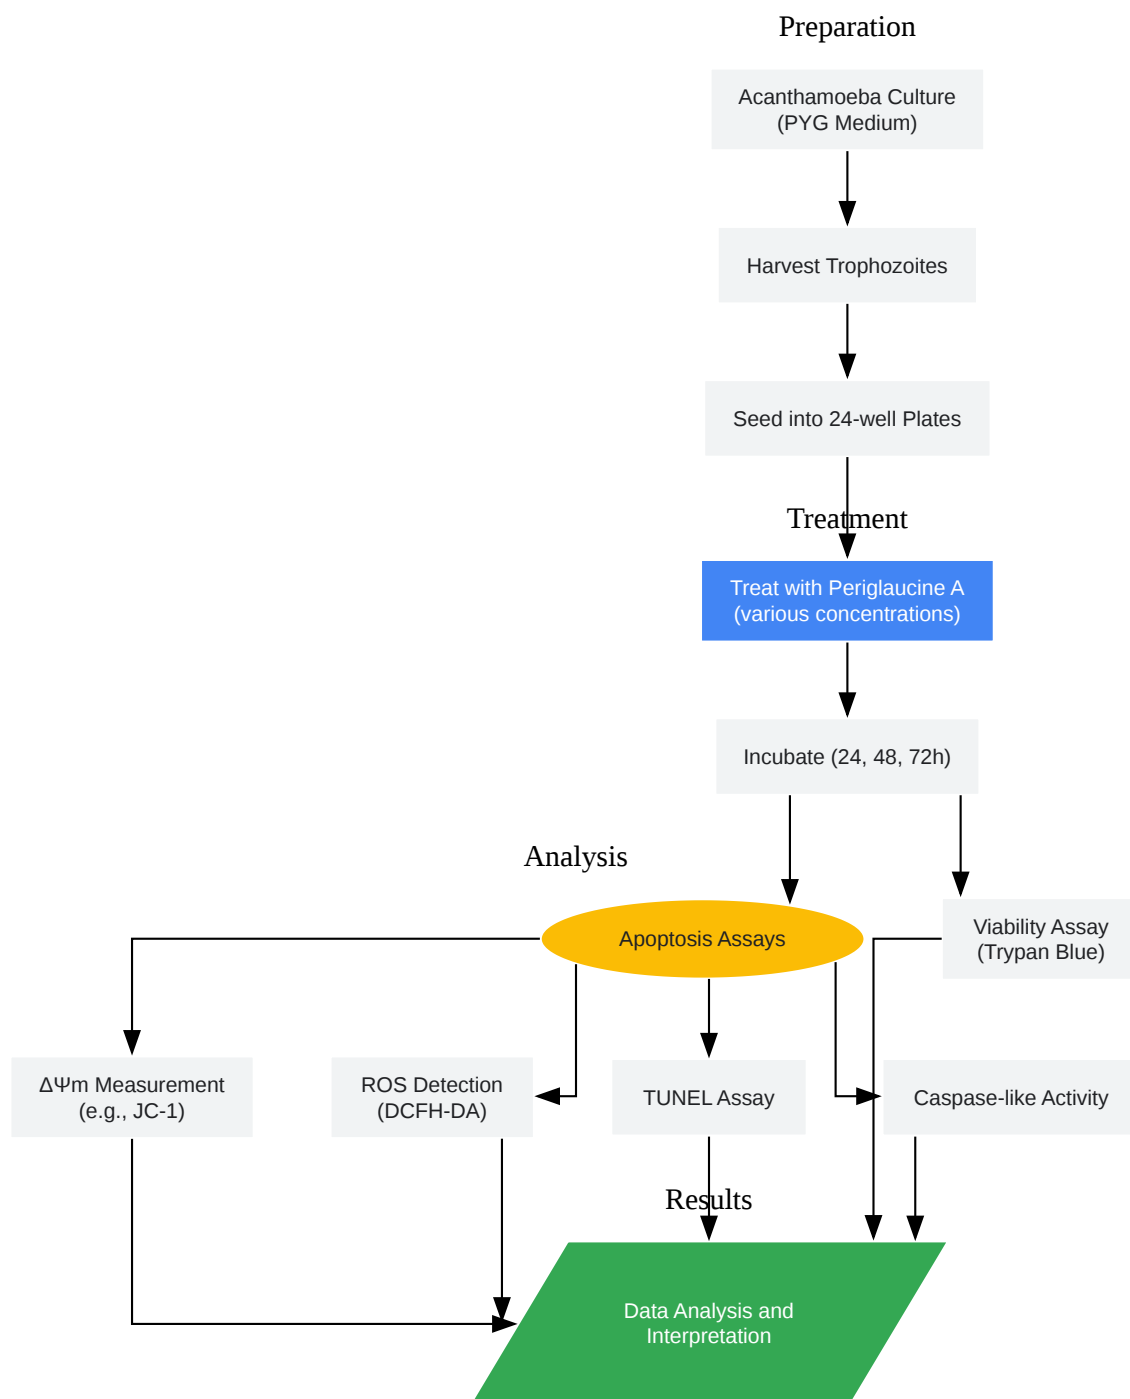 Preparation
Acanthamoeba Culture
(PYG Medium)
Harvest Trophozoites
Seed into 24-well Plates
Treatment
Treat with Periglaucine A
(various concentrations)
Incubate (24, 48, 72h)
Analysis
Apoptosis Assays
Viability Assay
(Trypan Blue)
ΔΨm Measurement
(e.g., JC-1)
ROS Detection
(DCFH-DA)
TUNEL Assay
Caspase-like Activity
Results
Data Analysis and
Interpretation